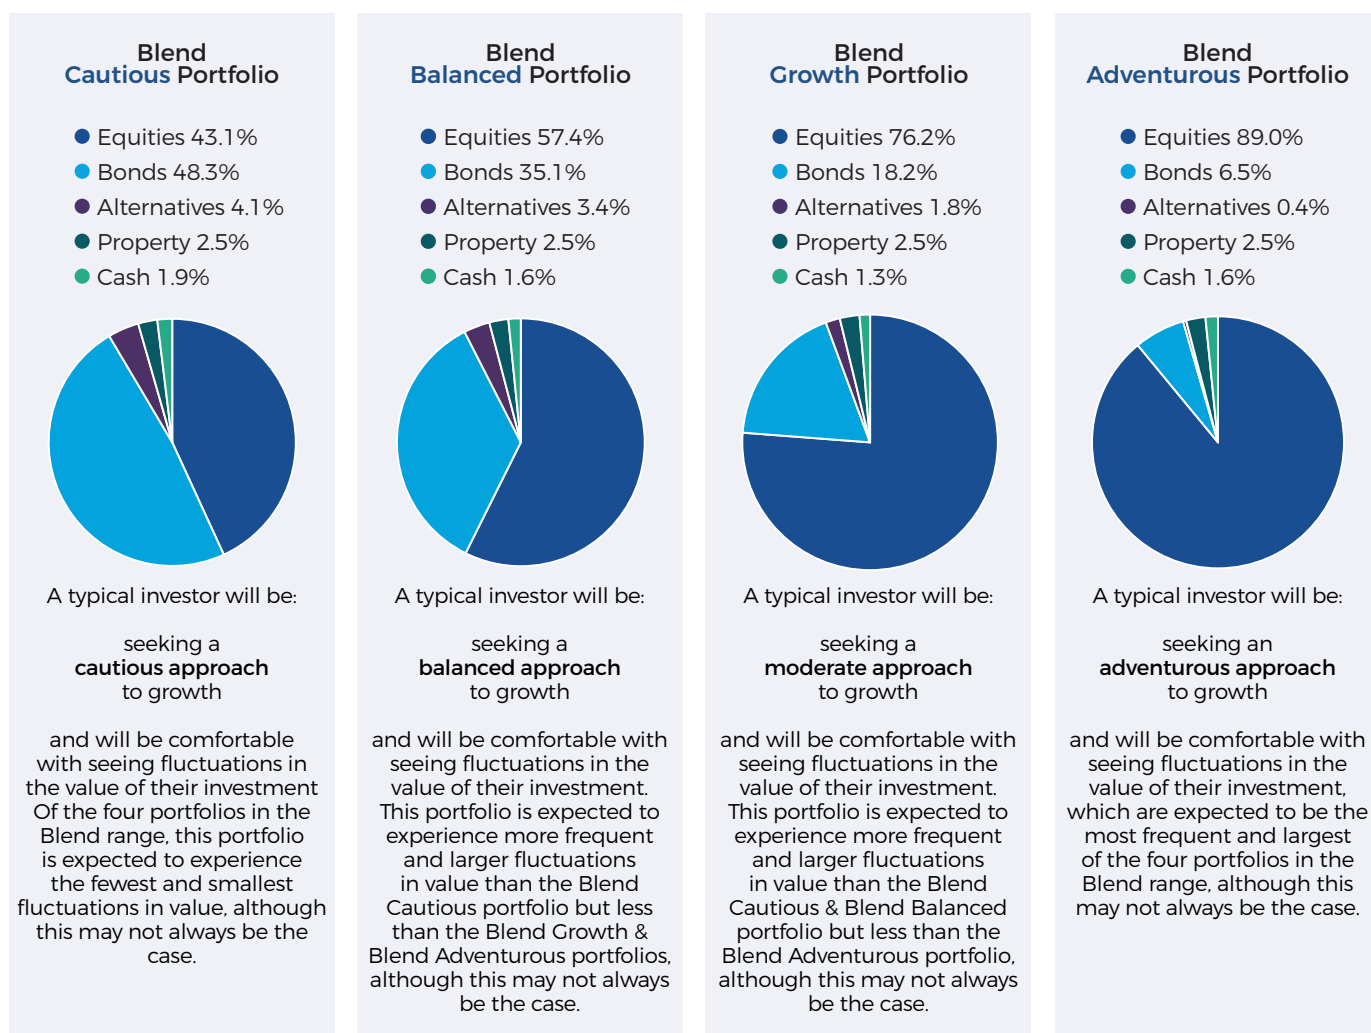 Blend
Cautious Portfolio
Equities 43.1%
Bonds 48.3%
Alternatives 4.1%
Property 2.5%
Cash 1.9%
A typical investor will be:
seeking a
cautious approach
to growth
and will be comfortable
with seeing fluctuations in
the value of their investment
Of the four portfolios in the
Blend range, this portfolio
is expected to experience
the fewest and smallest
fluctuations in value, although
this may not always be the
case.
Blend
Balanced Portfolio
Equities 57.4%
Bonds 35.1%
Alternatives 3.4%
Property 2.5%
Cash 1.6%
A typical investor will be:
seeking a
balanced approach
to growth
and will be comfortable with
seeing fluctuations in the
value of their investment.
This portfolio is expected to
experience more frequent
and larger fluctuations
in value than the Blend
Cautious portfolio but less
than the Blend Growth &
Blend Adventurous portfolios,
although this may not always
be the case.
Blend
Growth Portfolio
Equities 76.2%
Bonds 18.2%
Alternatives 1.8%
Property 2.5%
Cash 1.3%
A typical investor will be:
seeking a
moderate approach
to growth
and will be comfortable with
seeing fluctuations in the
value of their investment.
This portfolio is expected to
experience more frequent
and larger fluctuations
in value than the Blend
Cautious & Blend Balanced
portfolio but less than the
Blend Adventurous portfolio,
although this may not always
be the case.
Blend
Adventurous Portfolio
Equities 89.0%
Bonds 6.5%
Alternatives 0.4%
Property 2.5%
Cash 1.6%
A typical investor will be:
seeking an
adventurous approach
to growth
and will be comfortable with
seeing fluctuations in the
value of their investment,
which are expected to be the
most frequent and largest
of the four portfolios in the
Blend range, although this
may not always be the case.